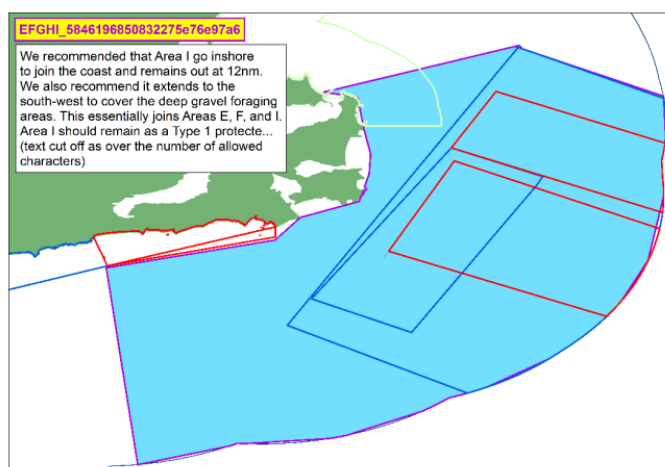 EFGHI_5846196850832275e76e97a6
We recommended that Area I go inshore
to join the coast and remains out at 12nm.
We also recommend it extends to the
south-west to cover the deep gravel foraging
areas. This essentially joins Areas E, F, and I.
Area I should remain as a Type 1 protecte...
(text cut off as over the number of allowed
characters)